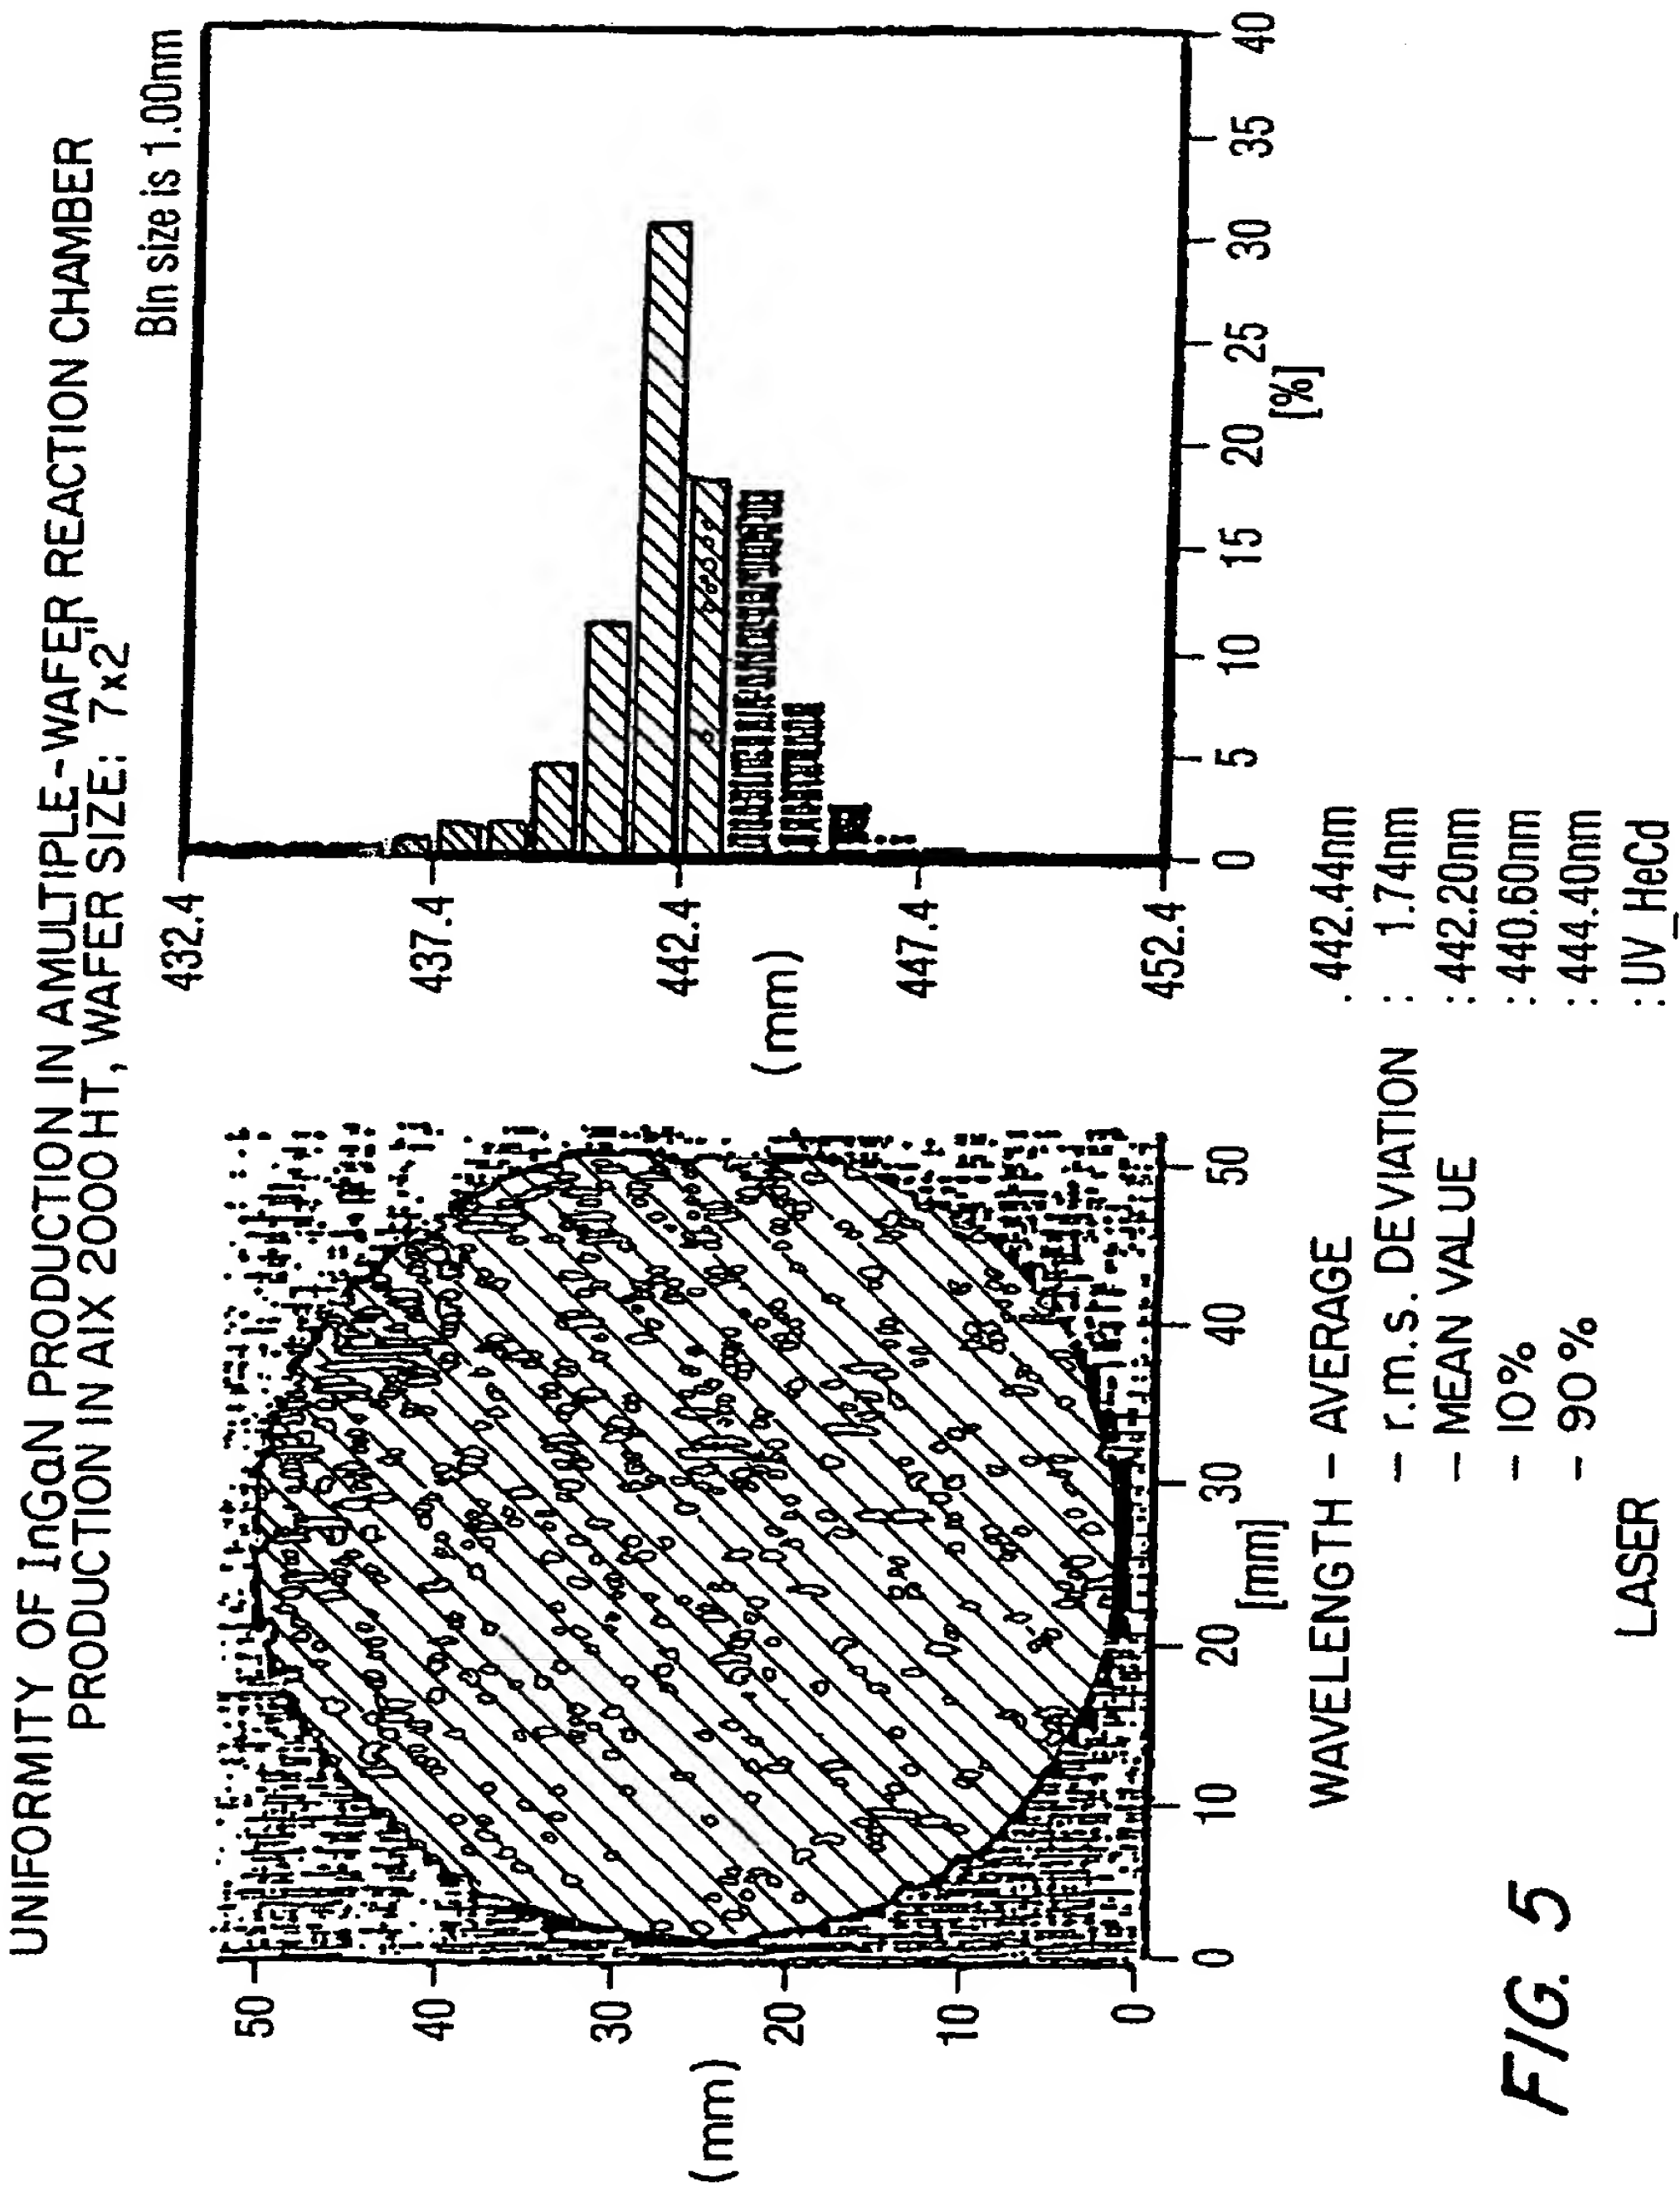 UNIFORMITY OF InGaN PRODUCTION IN AMULTIPLE-WAFER REACTION CHAMBER
PRODUCTION IN AIX 2000 HT, WAFER SIZE: 7x2"
Bin size is 1.00nm
(mm)
50
40
30
20
10
0
0
10
20
30
40
50
[mm]
(mm)
432.4
437.4
442.4
447.4
452.4
0
5
10
15
20
25
30
35
40
[%]
WAVELENGTH - AVERAGE : 442.44nm
- r.m.s. DEVIATION : 1.74nm
- MEAN VALUE : 442.20nm
- 10% : 440.60nm
- 90% : 444.40nm
LASER : UV_HeCd
FIG. 5